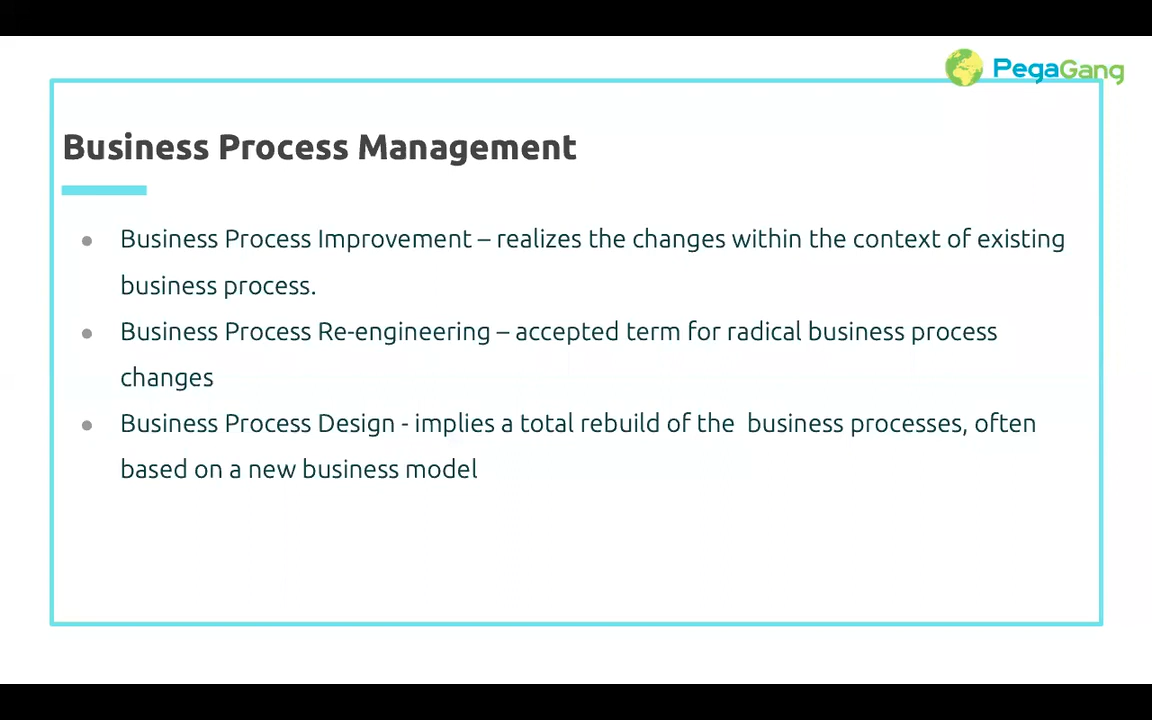 PegaGang
Business Process Management
● Business Process Improvement – realizes the changes within the context of existing
business process.
● Business Process Re-engineering – accepted term for radical business process
changes
● Business Process Design - implies a total rebuild of the  business processes, often
based on a new business model